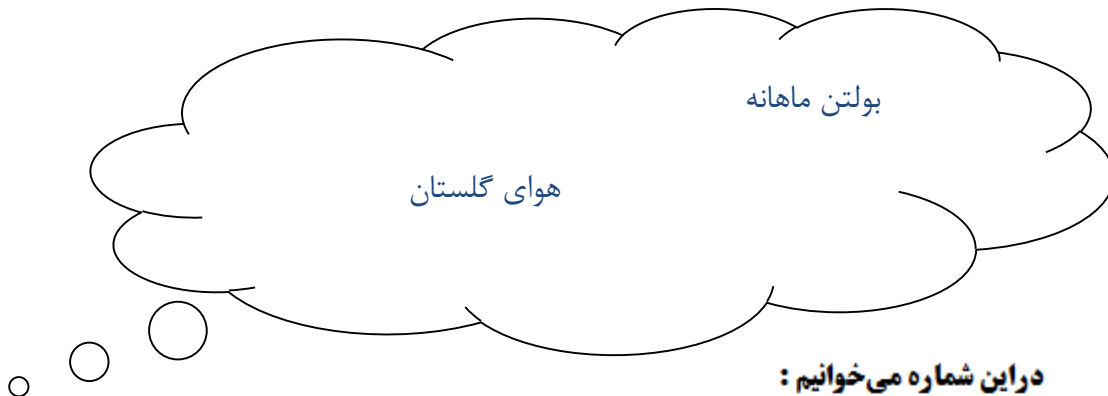 بولتن ماهانه
هوای گلستان
دراین شماره می‌خوانیم :